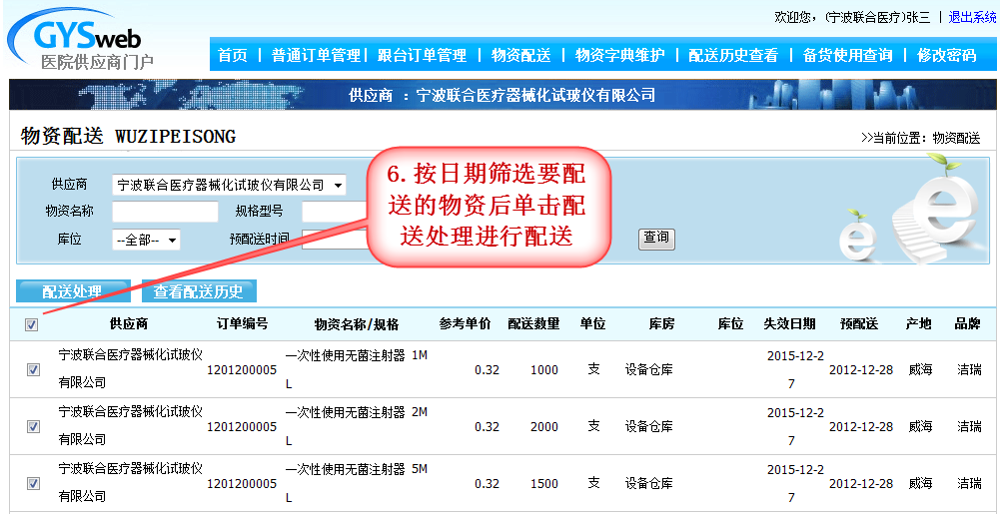 欢迎您，(宁波联合医疗)张三 | 退出系统
GYSweb
医院供应商门户
首页 | 普通订单管理 | 跟台订单管理 | 物资配送 | 物资字典维护 | 配送历史查看 | 备货使用查询 | 修改密码
供应商 ：宁波联合医疗器械化试玻仪有限公司
物资配送 WUZIPEISONG
>>当前位置：物资配送
6.按日期筛选要配
送的物资后单击配
送处理进行配送
供应商 宁波联合医疗器械化试玻仪有限公司
物资名称 规格型号
库位 --全部-- 预配送时间 查询
配送处理 查看配送历史
供应商 订单编号 物资名称/规格 参考单价 配送数量 单位 库房 库位 失效日期 预配送 产地 品牌
宁波联合医疗器械化试玻仪 一次性使用无菌注射器 1M 2015-12-2
1201200005 0.32 1000 支 设备仓库 2012-12-28 威海 洁瑞
有限公司 L 7
宁波联合医疗器械化试玻仪 一次性使用无菌注射器 2M 2015-12-2
1201200005 0.32 2000 支 设备仓库 2012-12-28 威海 洁瑞
有限公司 L 7
宁波联合医疗器械化试玻仪 一次性使用无菌注射器 5M 2015-12-2
1201200005 0.32 1500 支 设备仓库 2012-12-28 威海 洁瑞
有限公司 L 7